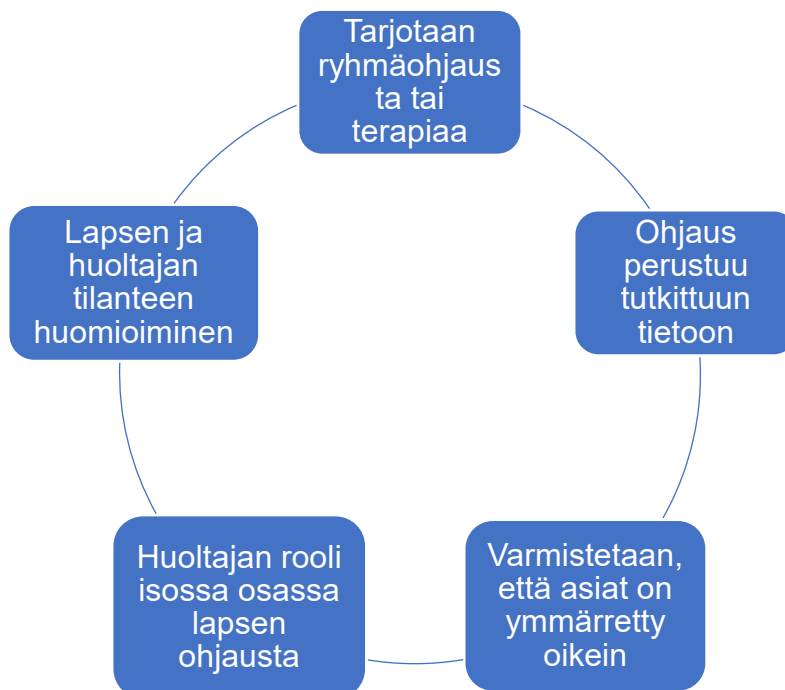 Tarjotaan
ryhmäohjaus
ta tai
terapiaa
Ohjaus
perustuu
tutkittuun
tietoon
Varmistetaan,
että asiat on
ymmärretty
oikein
Huoltajan rooli
isossa osassa
lapsen
ohjausta
Lapsen ja
huoltajan
tilanteen
huomioiminen